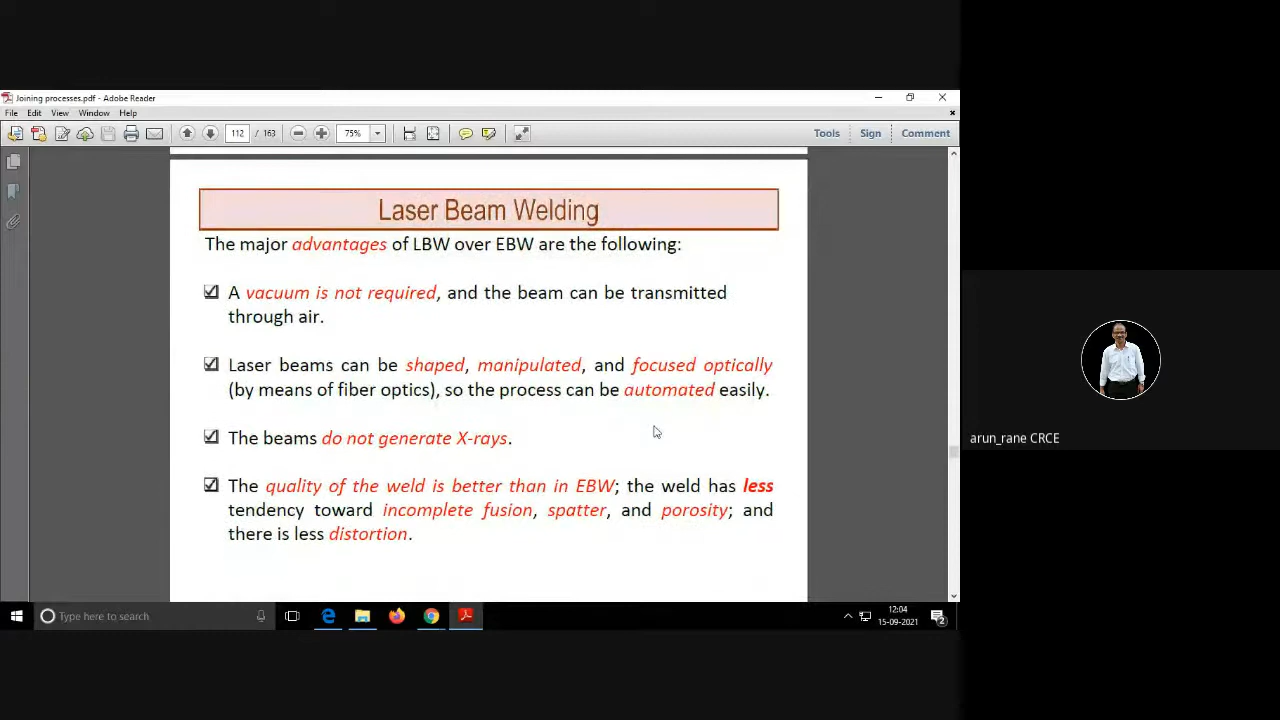 Joining processes.pdf - Adobe Reader
File Edit View Window Help
112 / 163 75% Tools Sign Comment
Laser Beam Welding
The major advantages of LBW over EBW are the following:
A vacuum is not required, and the beam can be transmitted
through air.
Laser beams can be shaped, manipulated, and focused optically
(by means of fiber optics), so the process can be automated easily.
The beams do not generate X-rays.
The quality of the weld is better than in EBW; the weld has less
tendency toward incomplete fusion, spatter, and porosity; and
there is less distortion.
arun_rane CRCE
Type here to search
12:04
15-09-2021
2